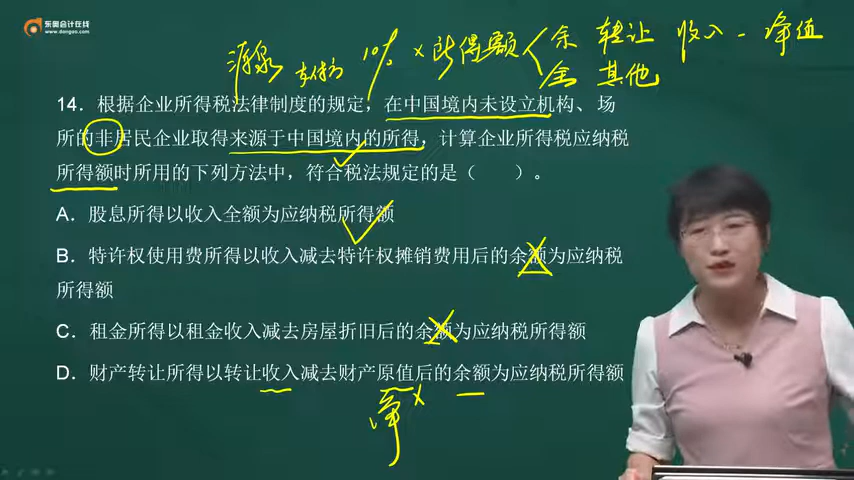 东奥会计在线
www.dongao.com
源泉 支付方 10% × 所得额 余 转让 收入 - 净值
全 其他
14．根据企业所得税法律制度的规定，在中国境内未设立机构、场
所的非居民企业取得来源于中国境内的所得，计算企业所得税应纳税
所得额时所用的下列方法中，符合税法规定的是（　　）。
A．股息所得以收入全额为应纳税所得额
B．特许权使用费所得以收入减去特许权摊销费用后的余额为应纳税
所得额
C．租金所得以租金收入减去房屋折旧后的余额为应纳税所得额
D．财产转让所得以转让收入减去财产原值后的余额为应纳税所得额
净